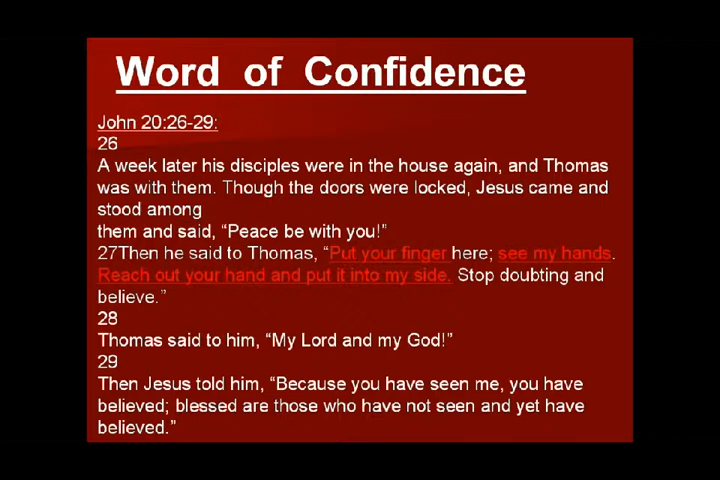 Word of Confidence
John 20:26-29:
26
A week later his disciples were in the house again, and Thomas
was with them. Though the doors were locked, Jesus came and
stood among
them and said, “Peace be with you!”
27Then he said to Thomas, “Put your finger here; see my hands.
Reach out your hand and put it into my side. Stop doubting and
believe.”
28
Thomas said to him, “My Lord and my God!”
29
Then Jesus told him, “Because you have seen me, you have
believed; blessed are those who have not seen and yet have
believed.”